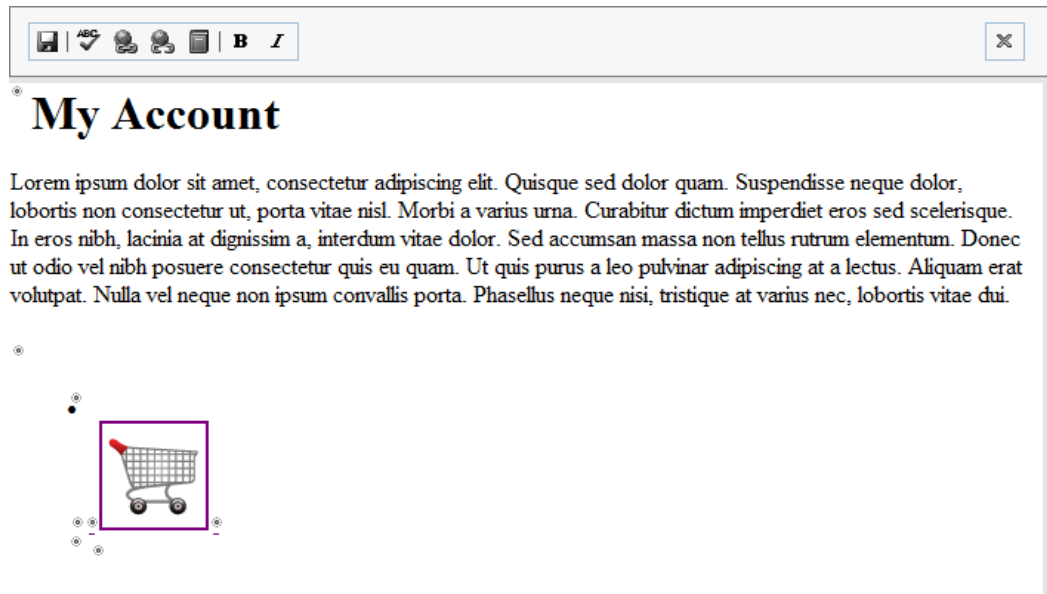 ABC B I
My Account
Lorem ipsum dolor sit amet, consectetur adipiscing elit. Quisque sed dolor quam. Suspendisse neque dolor,
lobortis non consectetur ut, porta vitae nisl. Morbi a varius urna. Curabitur dictum imperdiet eros sed scelerisque.
In eros nibh, lacinia at dignissim a, interdum vitae dolor. Sed accumsan massa non tellus rutrum elementum. Donec
ut odio vel nibh posuere consectetur quis eu quam. Ut quis purus a leo pulvinar adipiscing at a lectus. Aliquam erat
volutpat. Nulla vel neque non ipsum convallis porta. Phasellus neque nisi, tristique at varius nec, lobortis vitae dui.